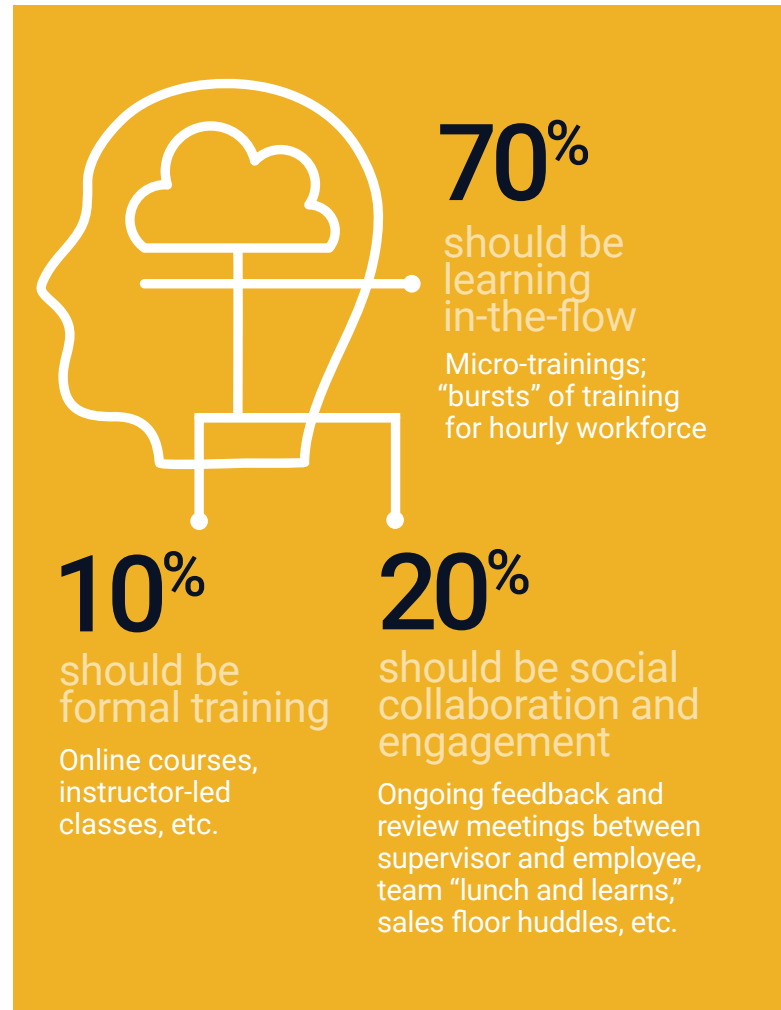 70%
should be
learning
in-the-flow
Micro-trainings;
“bursts” of training
for hourly workforce
10%
should be
formal training
Online courses,
instructor-led
classes, etc.
20%
should be social
collaboration and
engagement
Ongoing feedback and
review meetings between
supervisor and employee,
team “lunch and learns,”
sales floor huddles, etc.